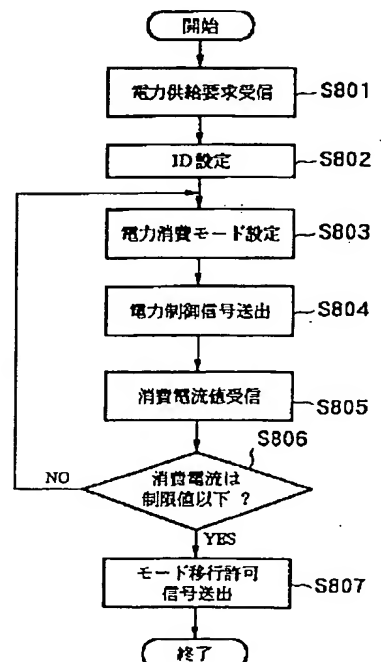 開始
電力供給要求受信
S801
ID設定
S802
電力消費モード設定
S803
電力制御信号送出
S804
消費電流値受信
S805
S806
消費電流は
制限値以下 ?
NO
YES
モード移行許可
信号送出
S807
終了